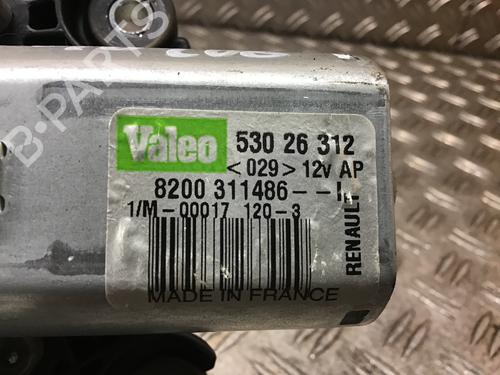 B-PARTS
Valeo 530 26 312
<029> 12v AP
8200 311486--
1/M-00017 120-3
RENAULT
MADE IN FRANCE